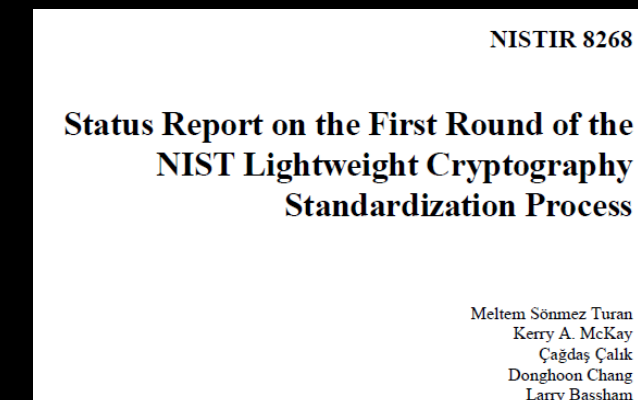 NISTIR 8268
Status Report on the First Round of the
NIST Lightweight Cryptography
Standardization Process
Meltem Sönmez Turan
Kerry A. McKay
Çağdaş Çalık
Donghoon Chang
Larry Bassham